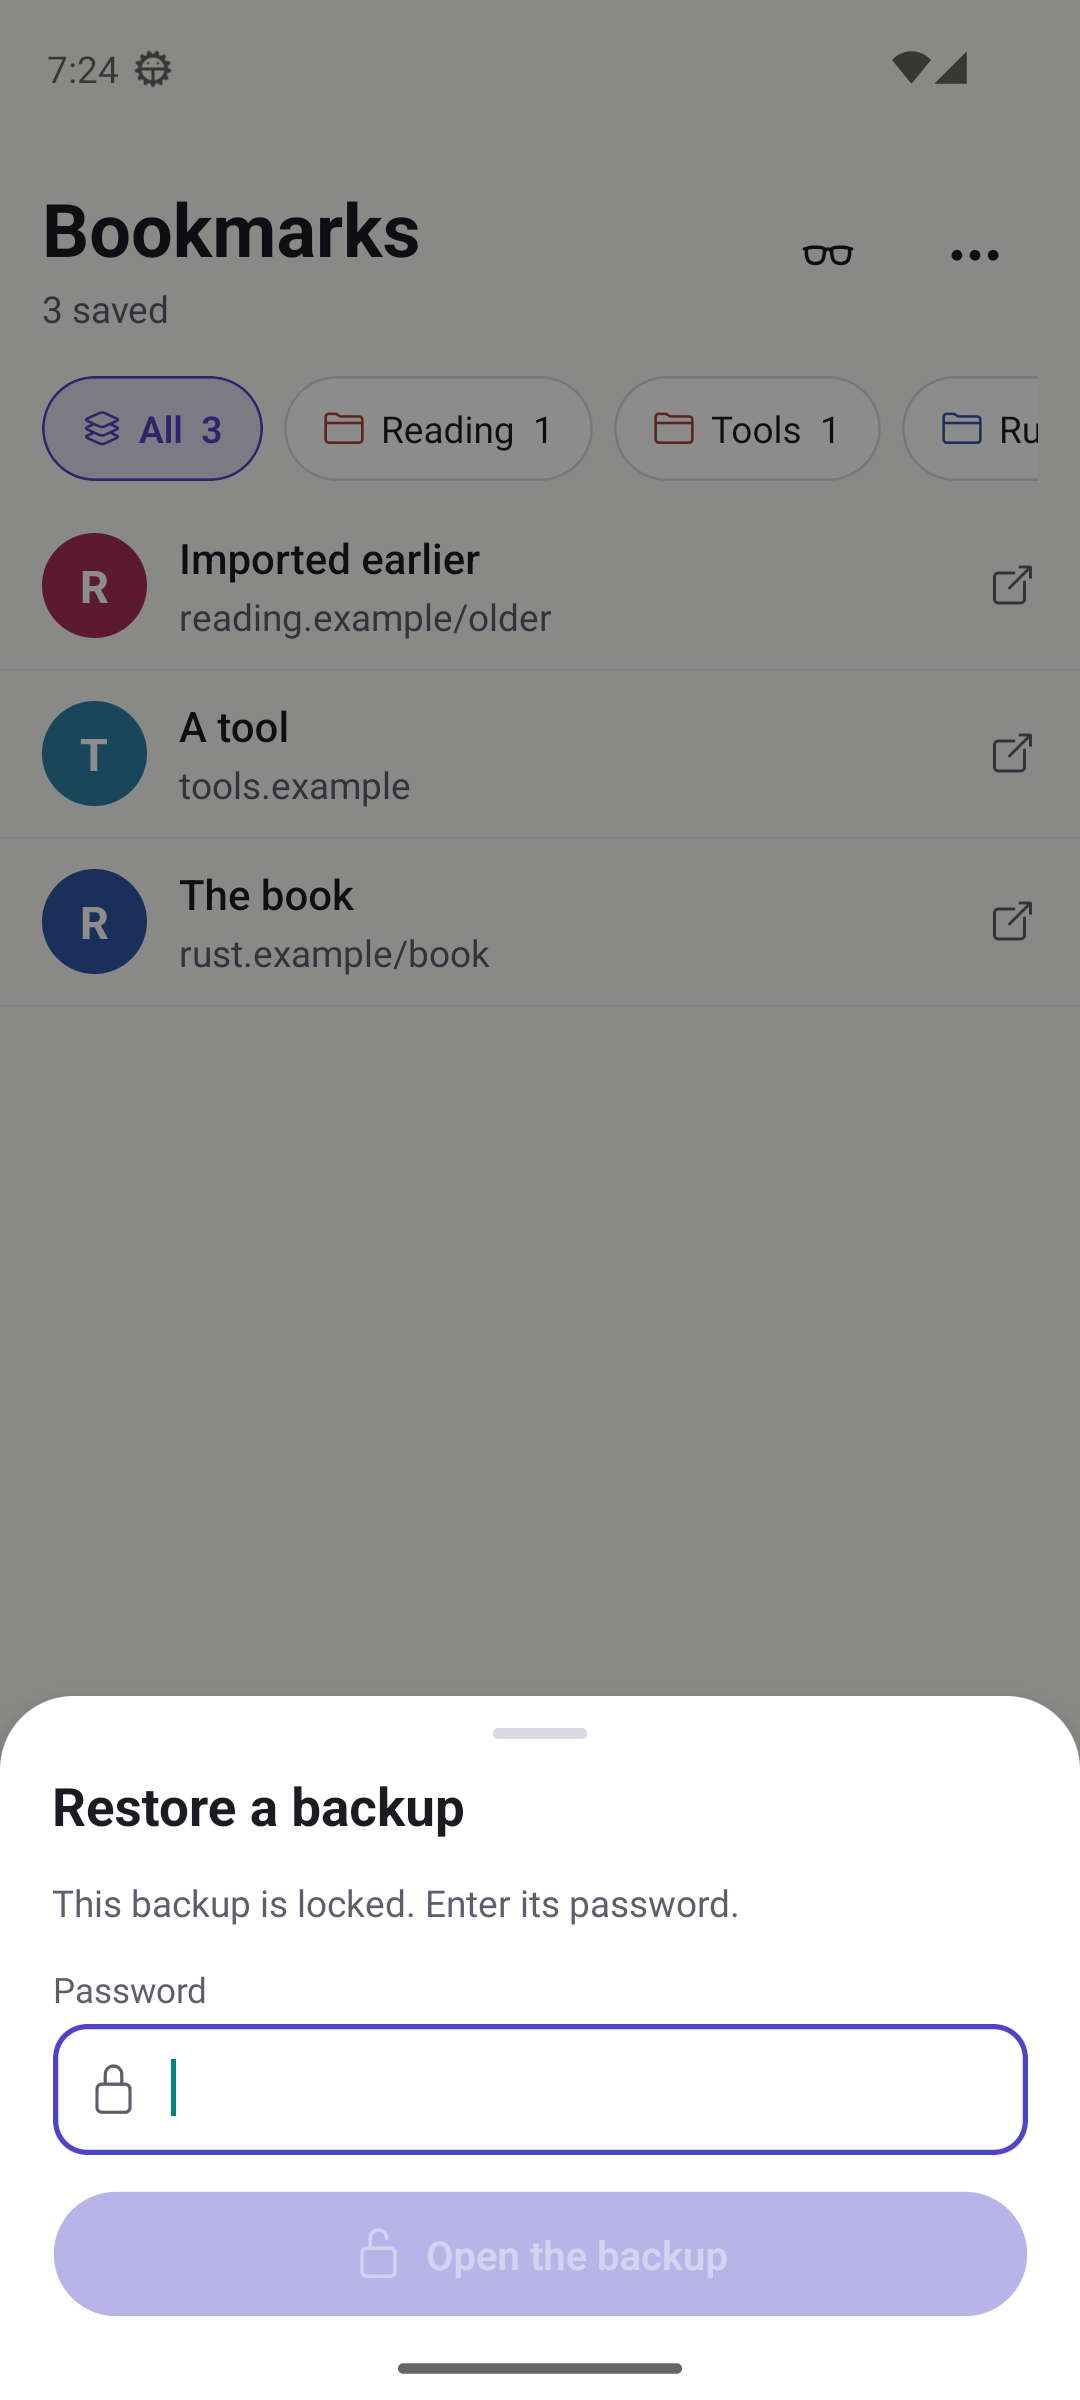 7:24
Bookmarks
3 saved
All 3
Reading 1
Tools 1
Ru
R
Imported earlier
reading.example/older
T
A tool
tools.example
R
The book
rust.example/book
Restore a backup
This backup is locked. Enter its password.
Password
Open the backup